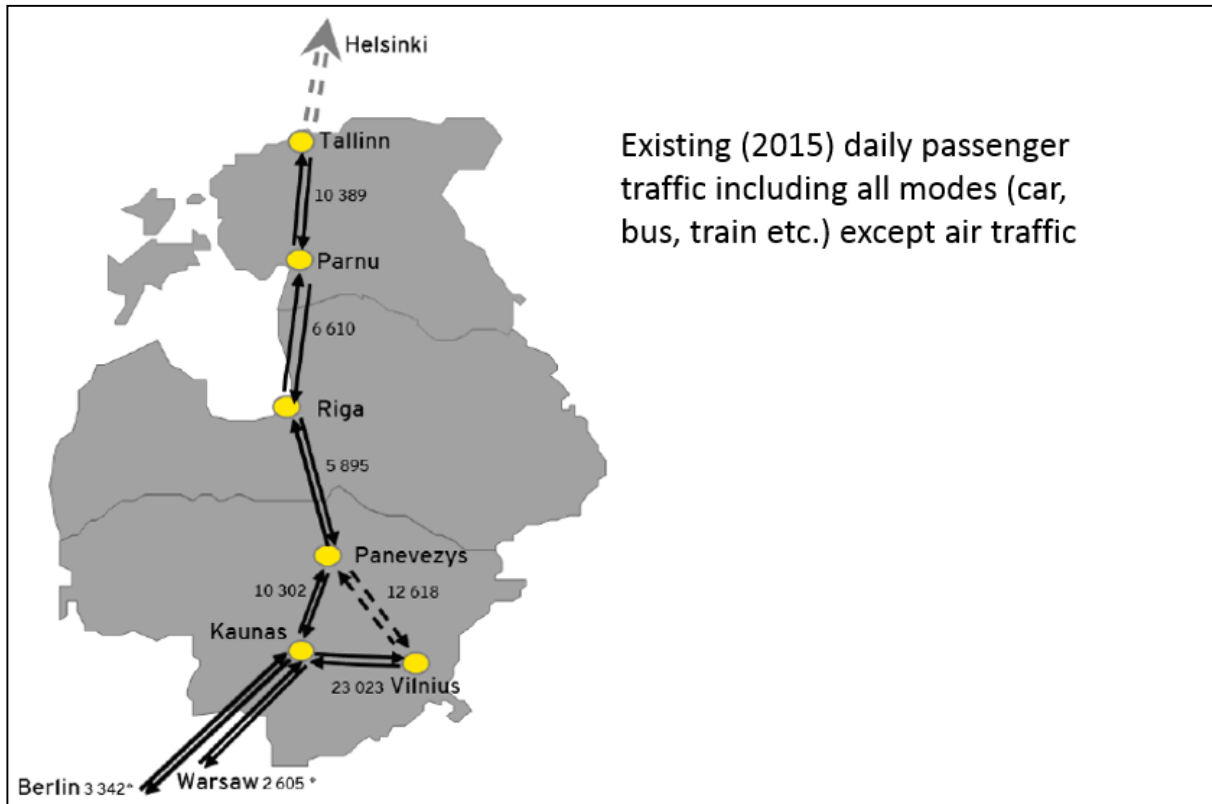 Helsinki
Tallinn
10 389
Parnu
6 610
Riga
5 895
Panevezys
10 302
12 618
Kaunas
23 023
Vilnius
Berlin 3 342*
Warsaw 2 605 *
Existing (2015) daily passenger
traffic including all modes (car,
bus, train etc.) except air traffic